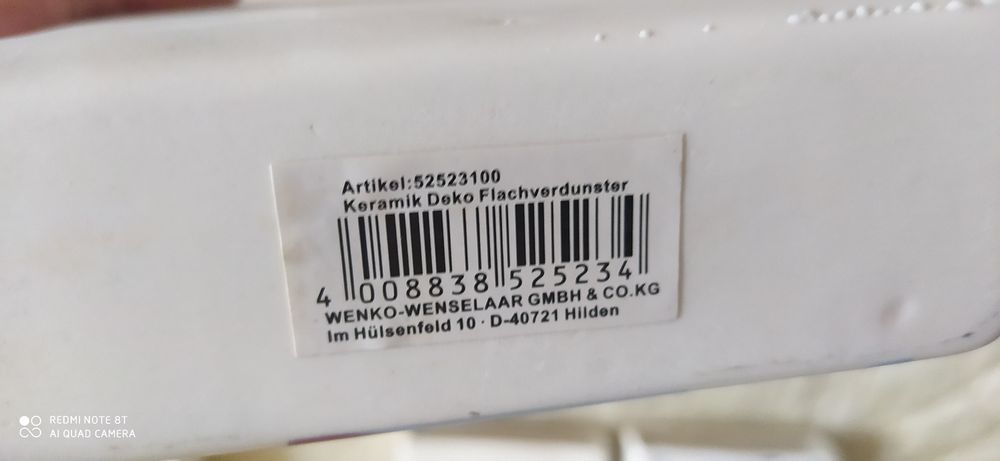 Artikel:52523100
Keramik Deko Flachverdunster
4 008838 525234
WENKO-WENSELAAR GMBH & CO.KG
Im Hülsenfeld 10 · D-40721 Hilden
REDMI NOTE 8T
AI QUAD CAMERA